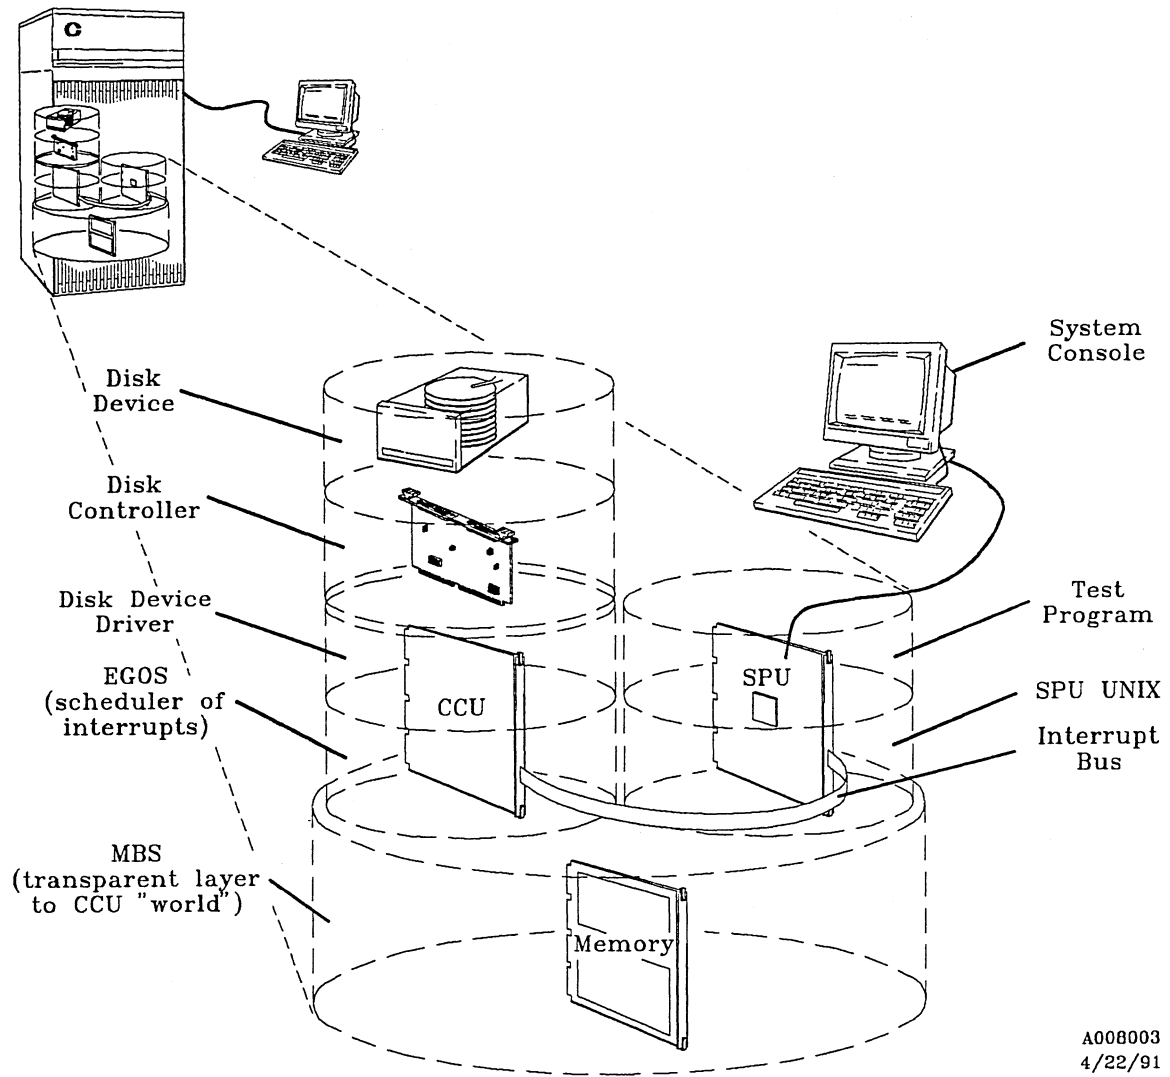 C
System
Console
Disk
Device
Disk
Controller
Disk Device
Driver
Test
Program
EGOS
(scheduler of
interrupts)
CCU
SPU
SPU UNIX
Interrupt
Bus
MBS
(transparent layer
to CCU "world")
Memory
A008003
4/22/91